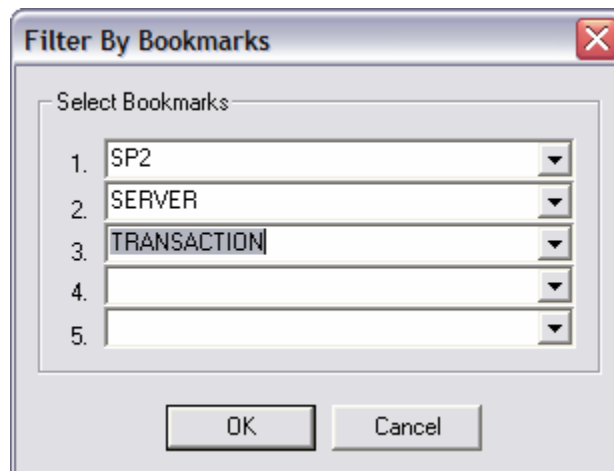 Filter By Bookmarks
Select Bookmarks
1. SP2
2. SERVER
3. TRANSACTION
4.
5.
OK Cancel